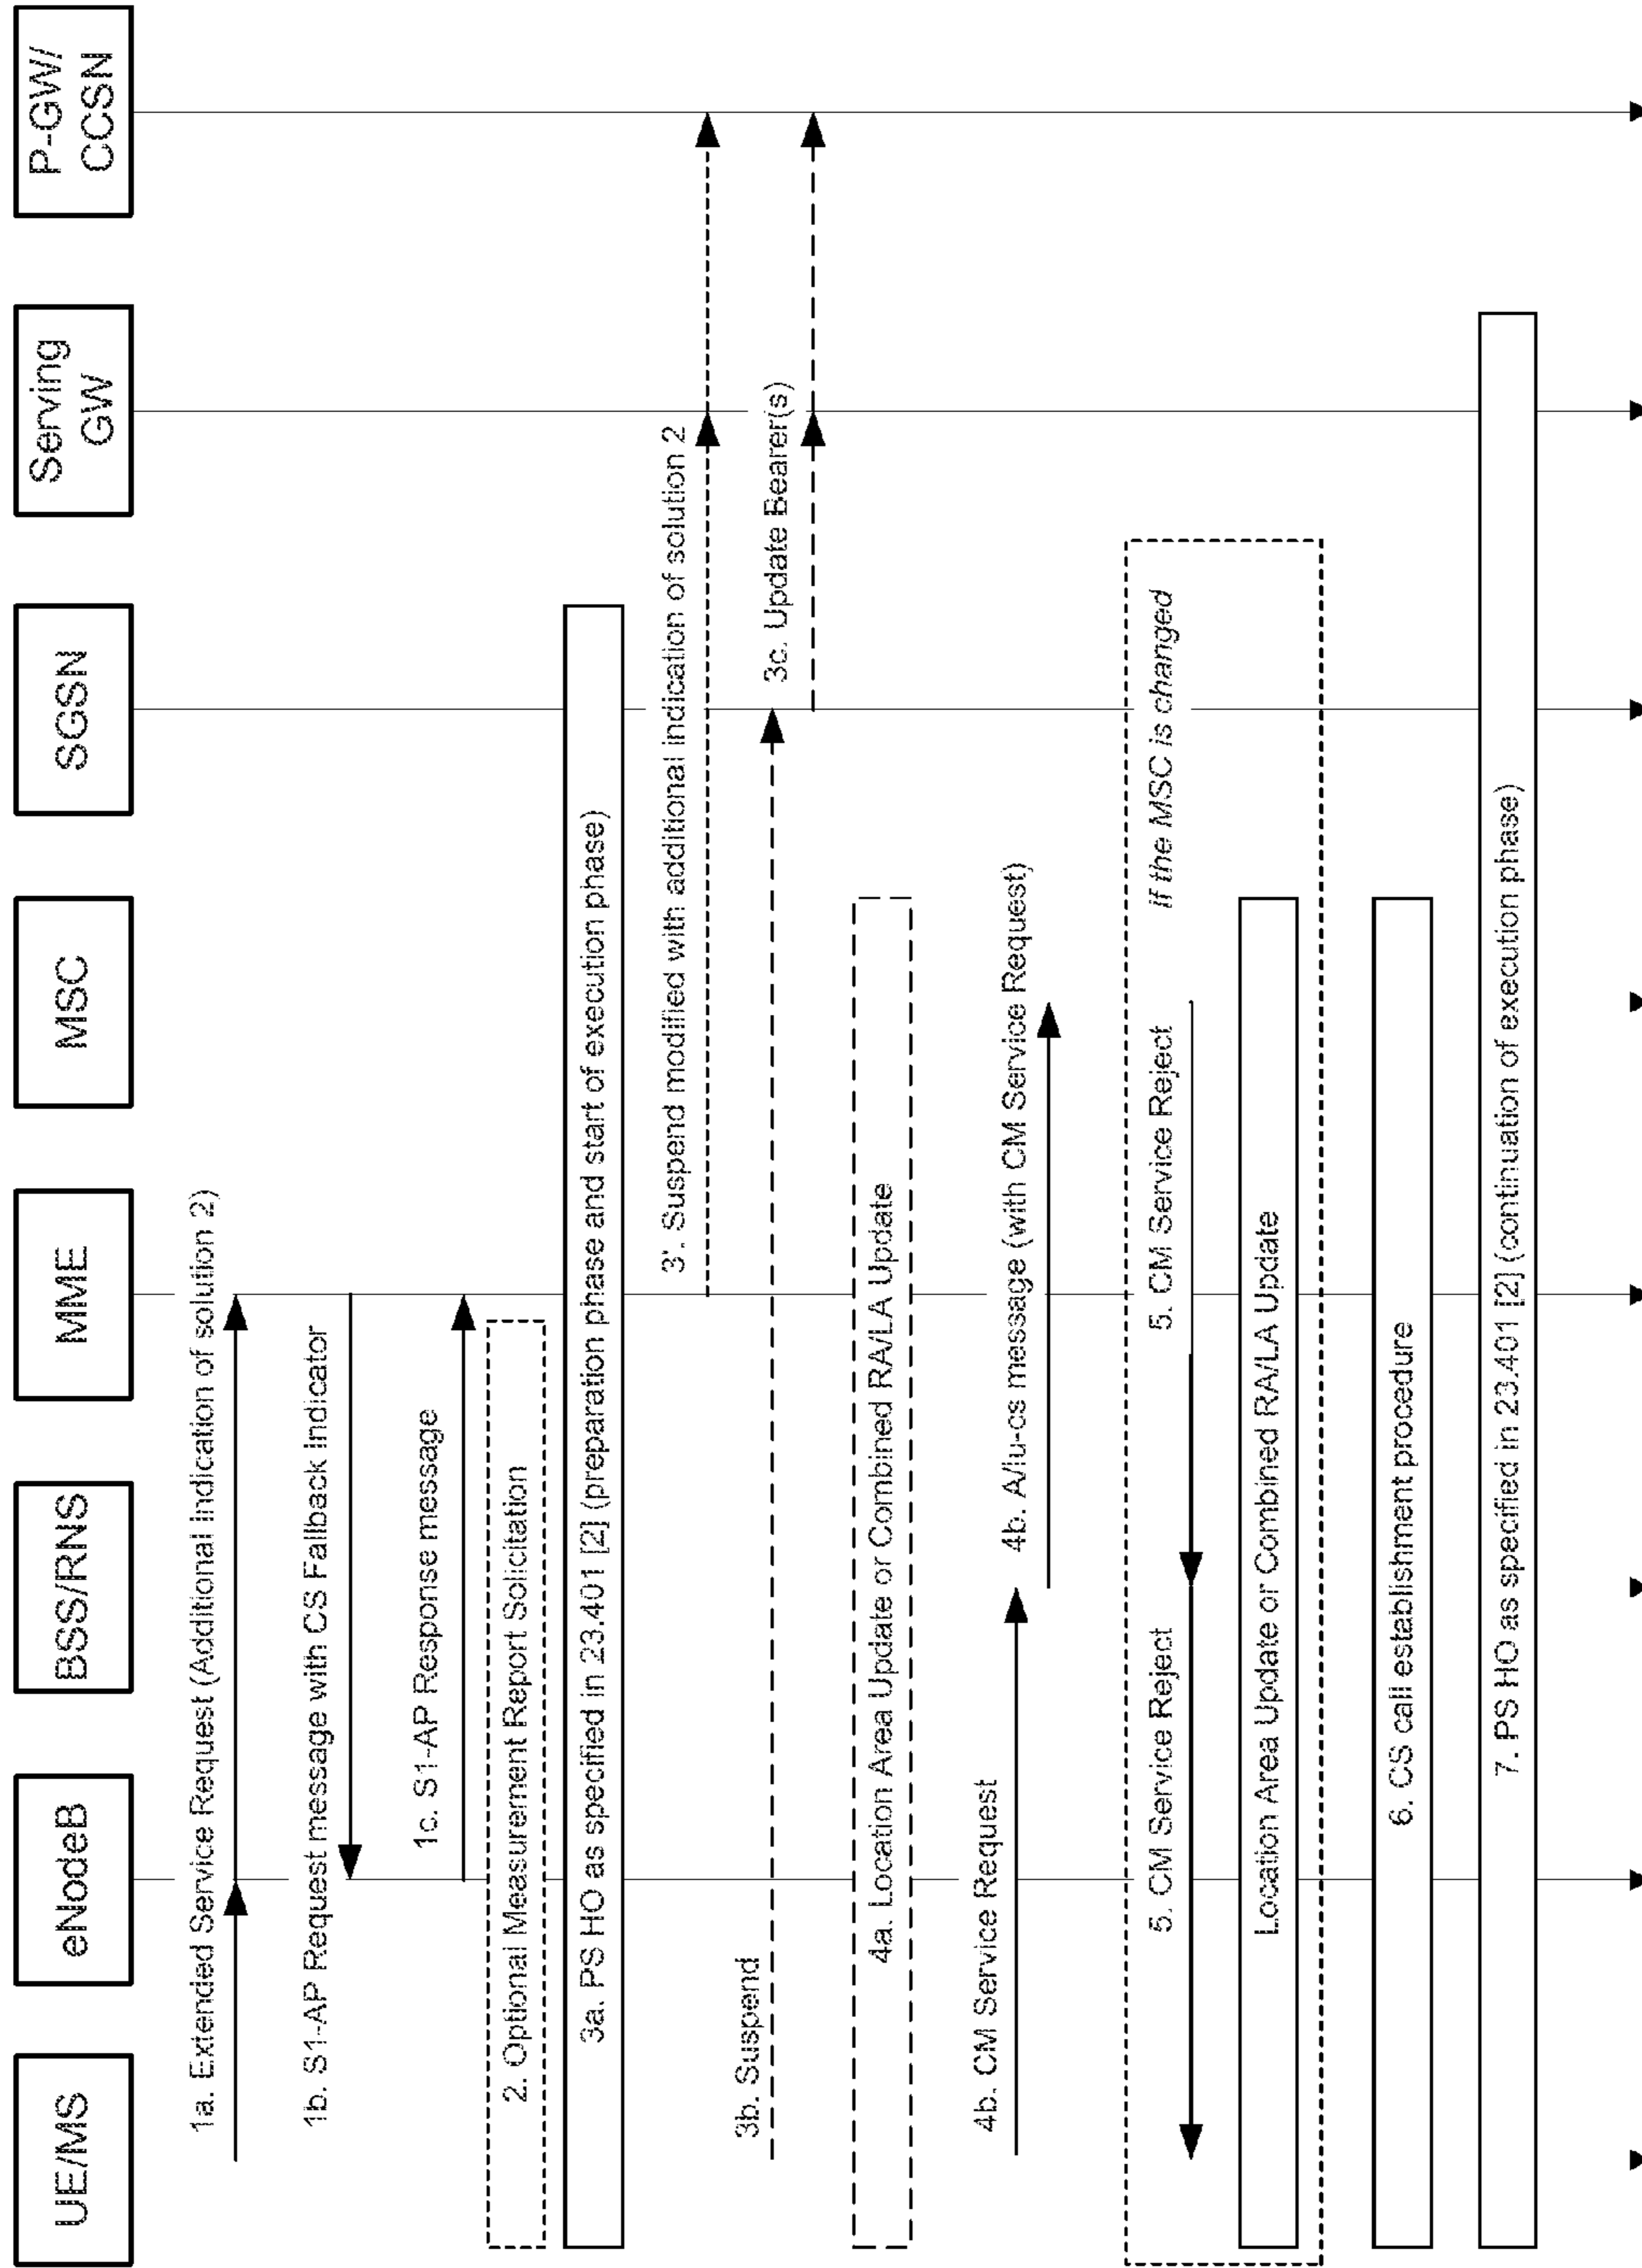 UE/MS
eNodeB
BSS/RNS
MME
MSC
SGSN
Serving
GW
P-GW/
CCSN
1a. Extended Service Request (Additional Indication of solution 2)
1b. S1-AP Request message with CS Fallback Indicator
1c. S1-AP Response message
2. Optional Measurement Report Solicitation
3a. PS HO as specified in 23.401 [2] (preparation phase and start of execution phase)
3'. Suspend modified with additional indication of solution 2
3b. Suspend
3c. Update Bearer(s)
4a. Location Area Update or Combined RA/LA Update
4b. CM Service Request
4b. A/Iu-cs message (with CM Service Request)
5. CM Service Reject
5. CM Service Reject
if the MSC is changed
Location Area Update or Combined RA/LA Update
6. CS call establishment procedure
7. PS HO as specified in 23.401 [2] (continuation of execution phase)